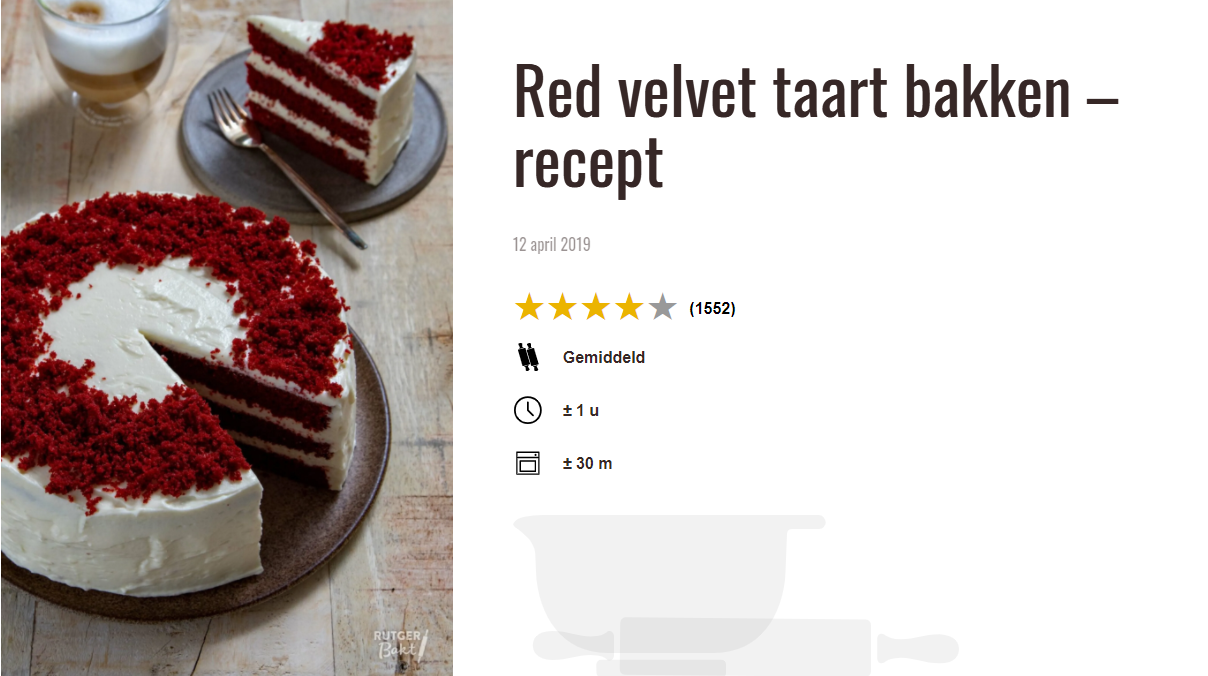 Red velvet taart bakken –
recept
12 april 2019
(1552)
Gemiddeld
± 1 u
± 30 m
RUTGER
Bakt